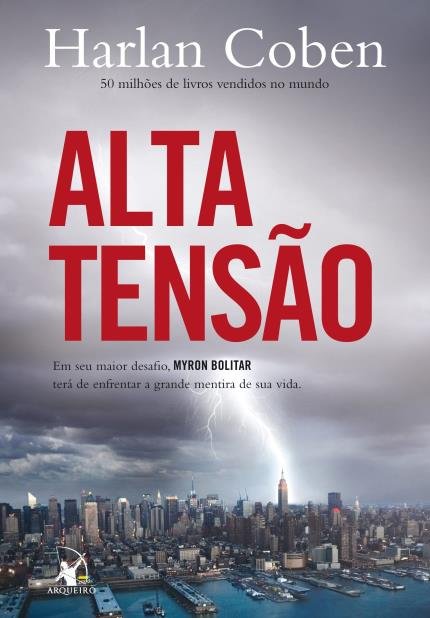 Harlan Coben
50 milhões de livros vendidos no mundo
ALTA
TENSÃO
Em seu maior desafio, MYRON BOLITAR
terá de enfrentar a grande mentira de sua vida.
ARQUEIRO